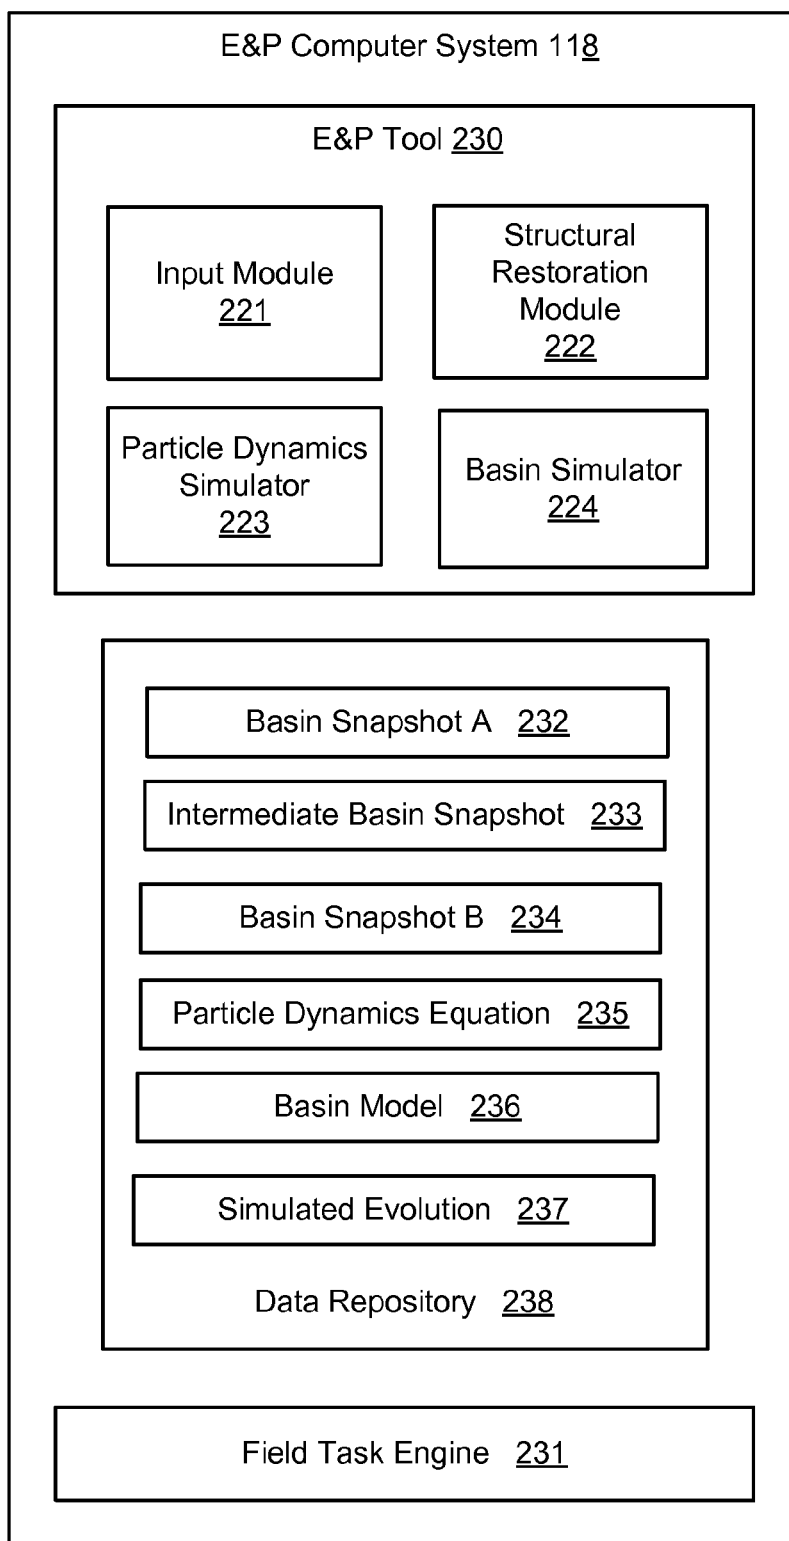 E&P Computer System 118
E&P Tool 230
Input Module
221
Structural
Restoration
Module
222
Particle Dynamics
Simulator
223
Basin Simulator
224
Basin Snapshot A 232
Intermediate Basin Snapshot 233
Basin Snapshot B 234
Particle Dynamics Equation 235
Basin Model 236
Simulated Evolution 237
Data Repository 238
Field Task Engine 231